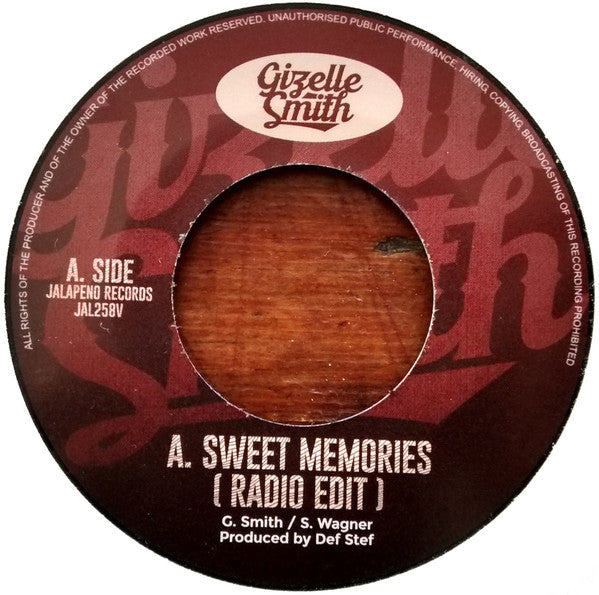 ALL RIGHTS OF THE PRODUCER AND OF THE OWNER OF THE RECORDED WORK RESERVED. UNAUTHORISED PUBLIC PERFORMANCE, HIRING, COPYING, BROADCASTING OF THIS RECORDING PROHIBITED
Gizelle
Smith
Gizelle
Smith
A. SIDE
JALAPENO RECORDS
JAL258V
A. SWEET MEMORIES
( RADIO EDIT )
G. Smith / S. Wagner
Produced by Def Stef